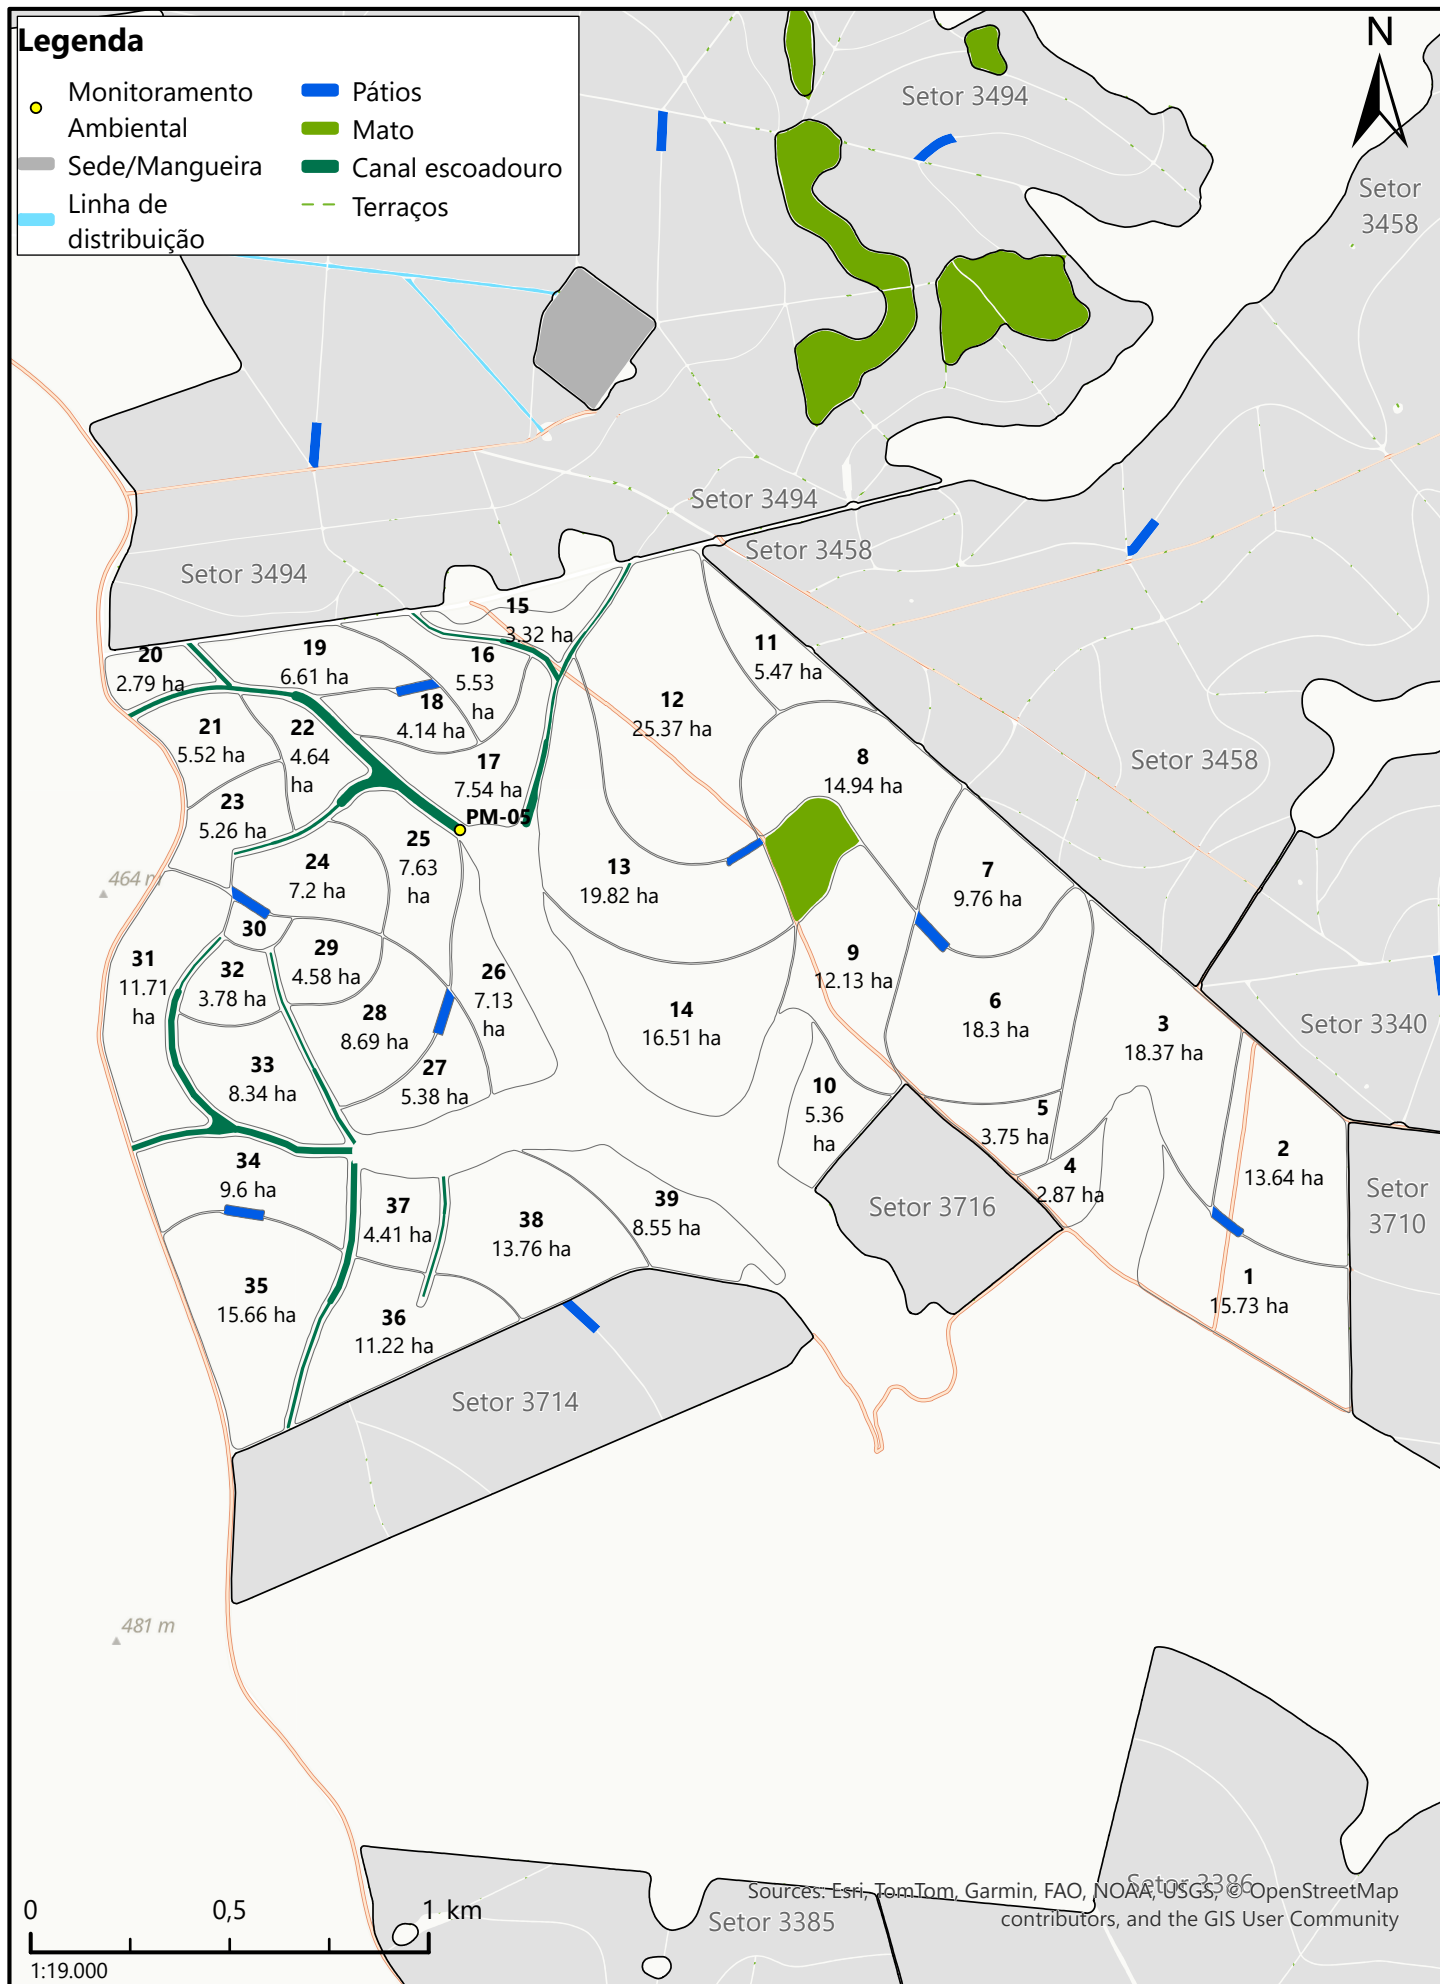 Legenda
Monitoramento
Ambiental
Sede/Mangueira
Linha de
distribuição
Pátios
Mato
Canal escoadouro
Terraços
N
Setor 3494
Setor
3458
Setor 3494
Setor 3458
Setor 3494
15
3.32 ha
11
5.47 ha
20
2.79 ha
19
6.61 ha
16
5.53
ha
18
4.14 ha
12
25.37 ha
21
5.52 ha
22
4.64
ha
17
7.54 ha
8
14.94 ha
Setor 3458
23
5.26 ha
PM-05
25
7.63
ha
24
7.2 ha
464 m
13
19.82 ha
7
9.76 ha
30
31
11.71
ha
32
3.78 ha
29
4.58 ha
26
7.13
ha
9
12.13 ha
28
8.69 ha
14
16.51 ha
6
18.3 ha
3
18.37 ha
Setor 3340
33
8.34 ha
27
5.38 ha
10
5.36
ha
5
3.75 ha
4
2.87 ha
2
13.64 ha
34
9.6 ha
37
4.41 ha
38
13.76 ha
39
8.55 ha
Setor 3716
Setor
3710
35
15.66 ha
36
11.22 ha
1
15.73 ha
Setor 3714
481 m
Setor 3386
Setor 3385
Sources: Esri, TomTom, Garmin, FAO, NOAA, USGS, © OpenStreetMap
contributors, and the GIS User Community
0 0,5 1 km
1:19.000